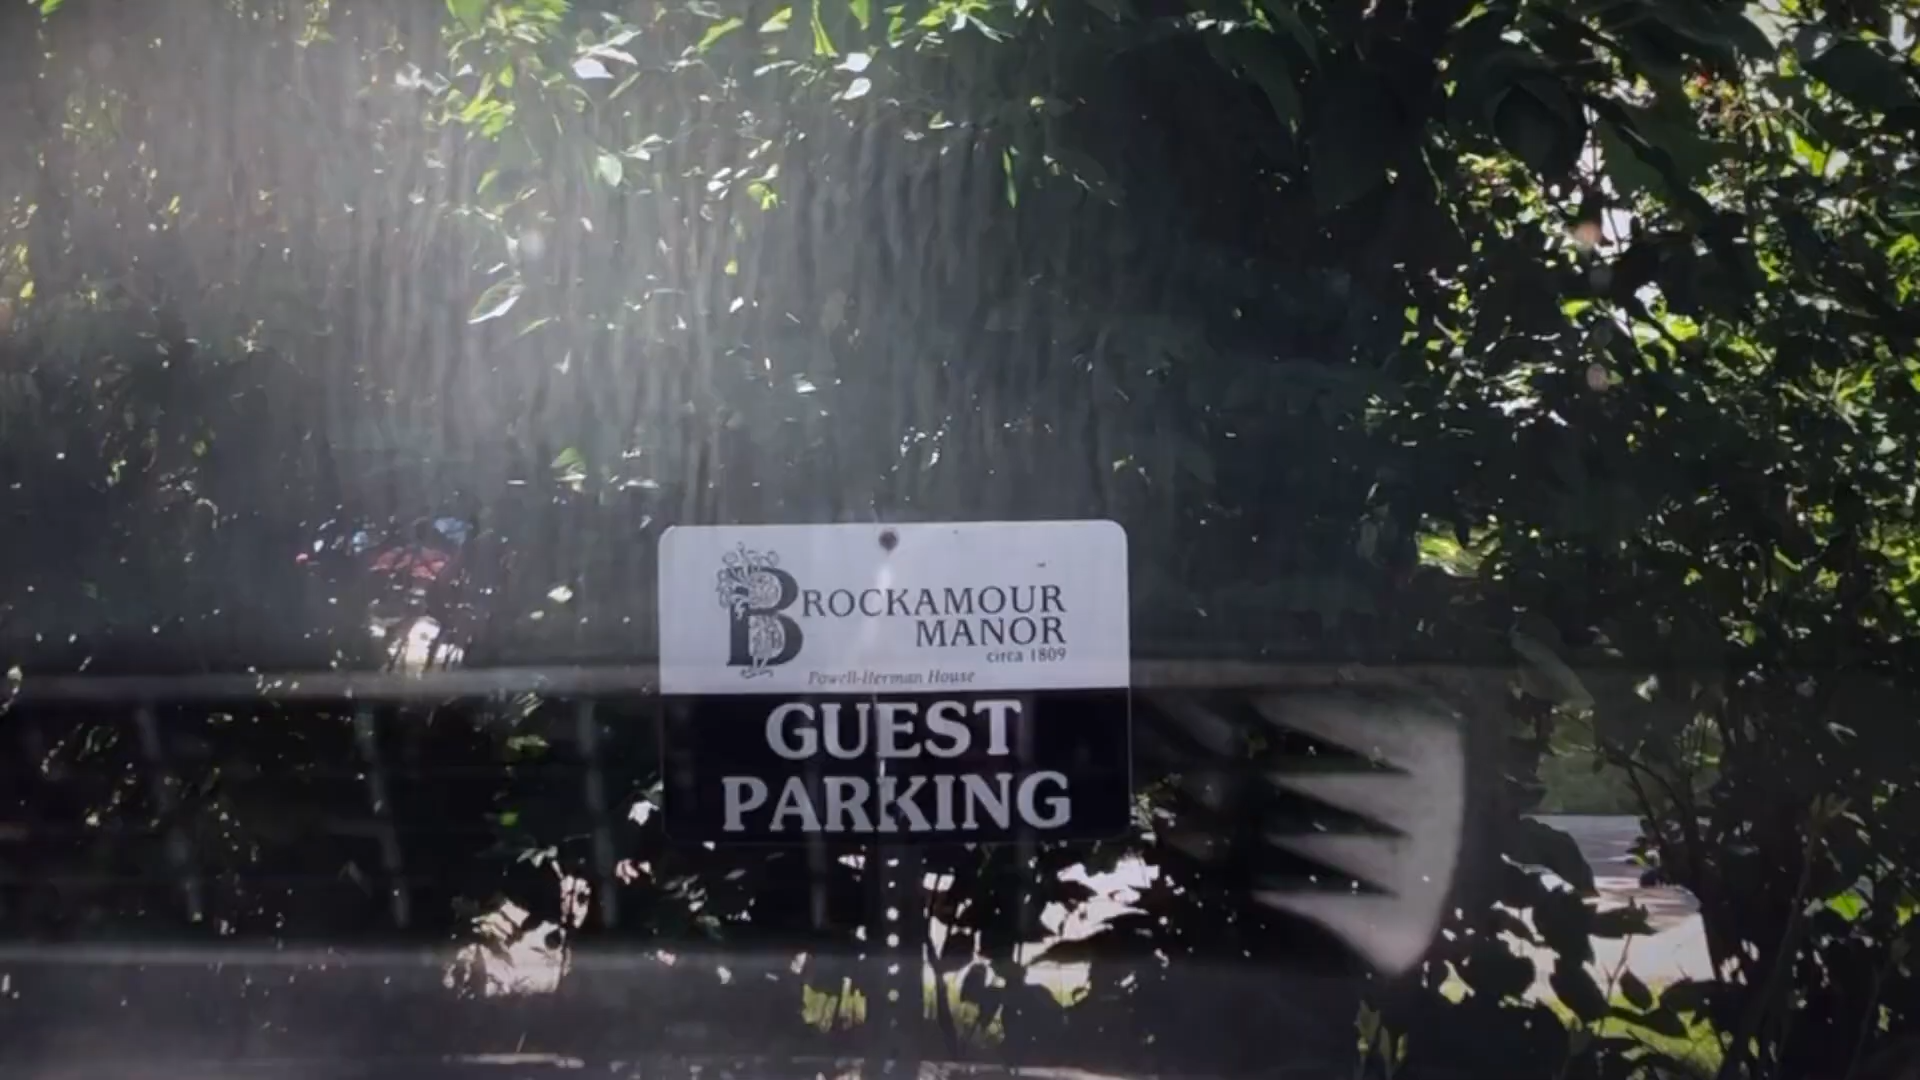 BROCKAMOUR
MANOR
circa 1809
Powell-Herman House
GUEST
PARKING